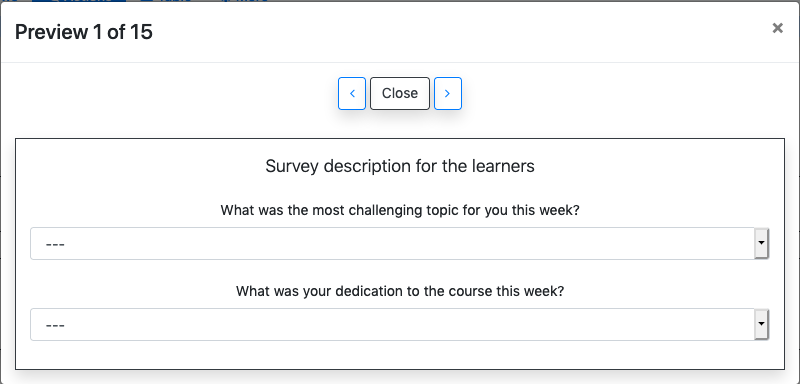 Preview 1 of 15
×
< Close >
Survey description for the learners
What was the most challenging topic for you this week?
---
What was your dedication to the course this week?
---